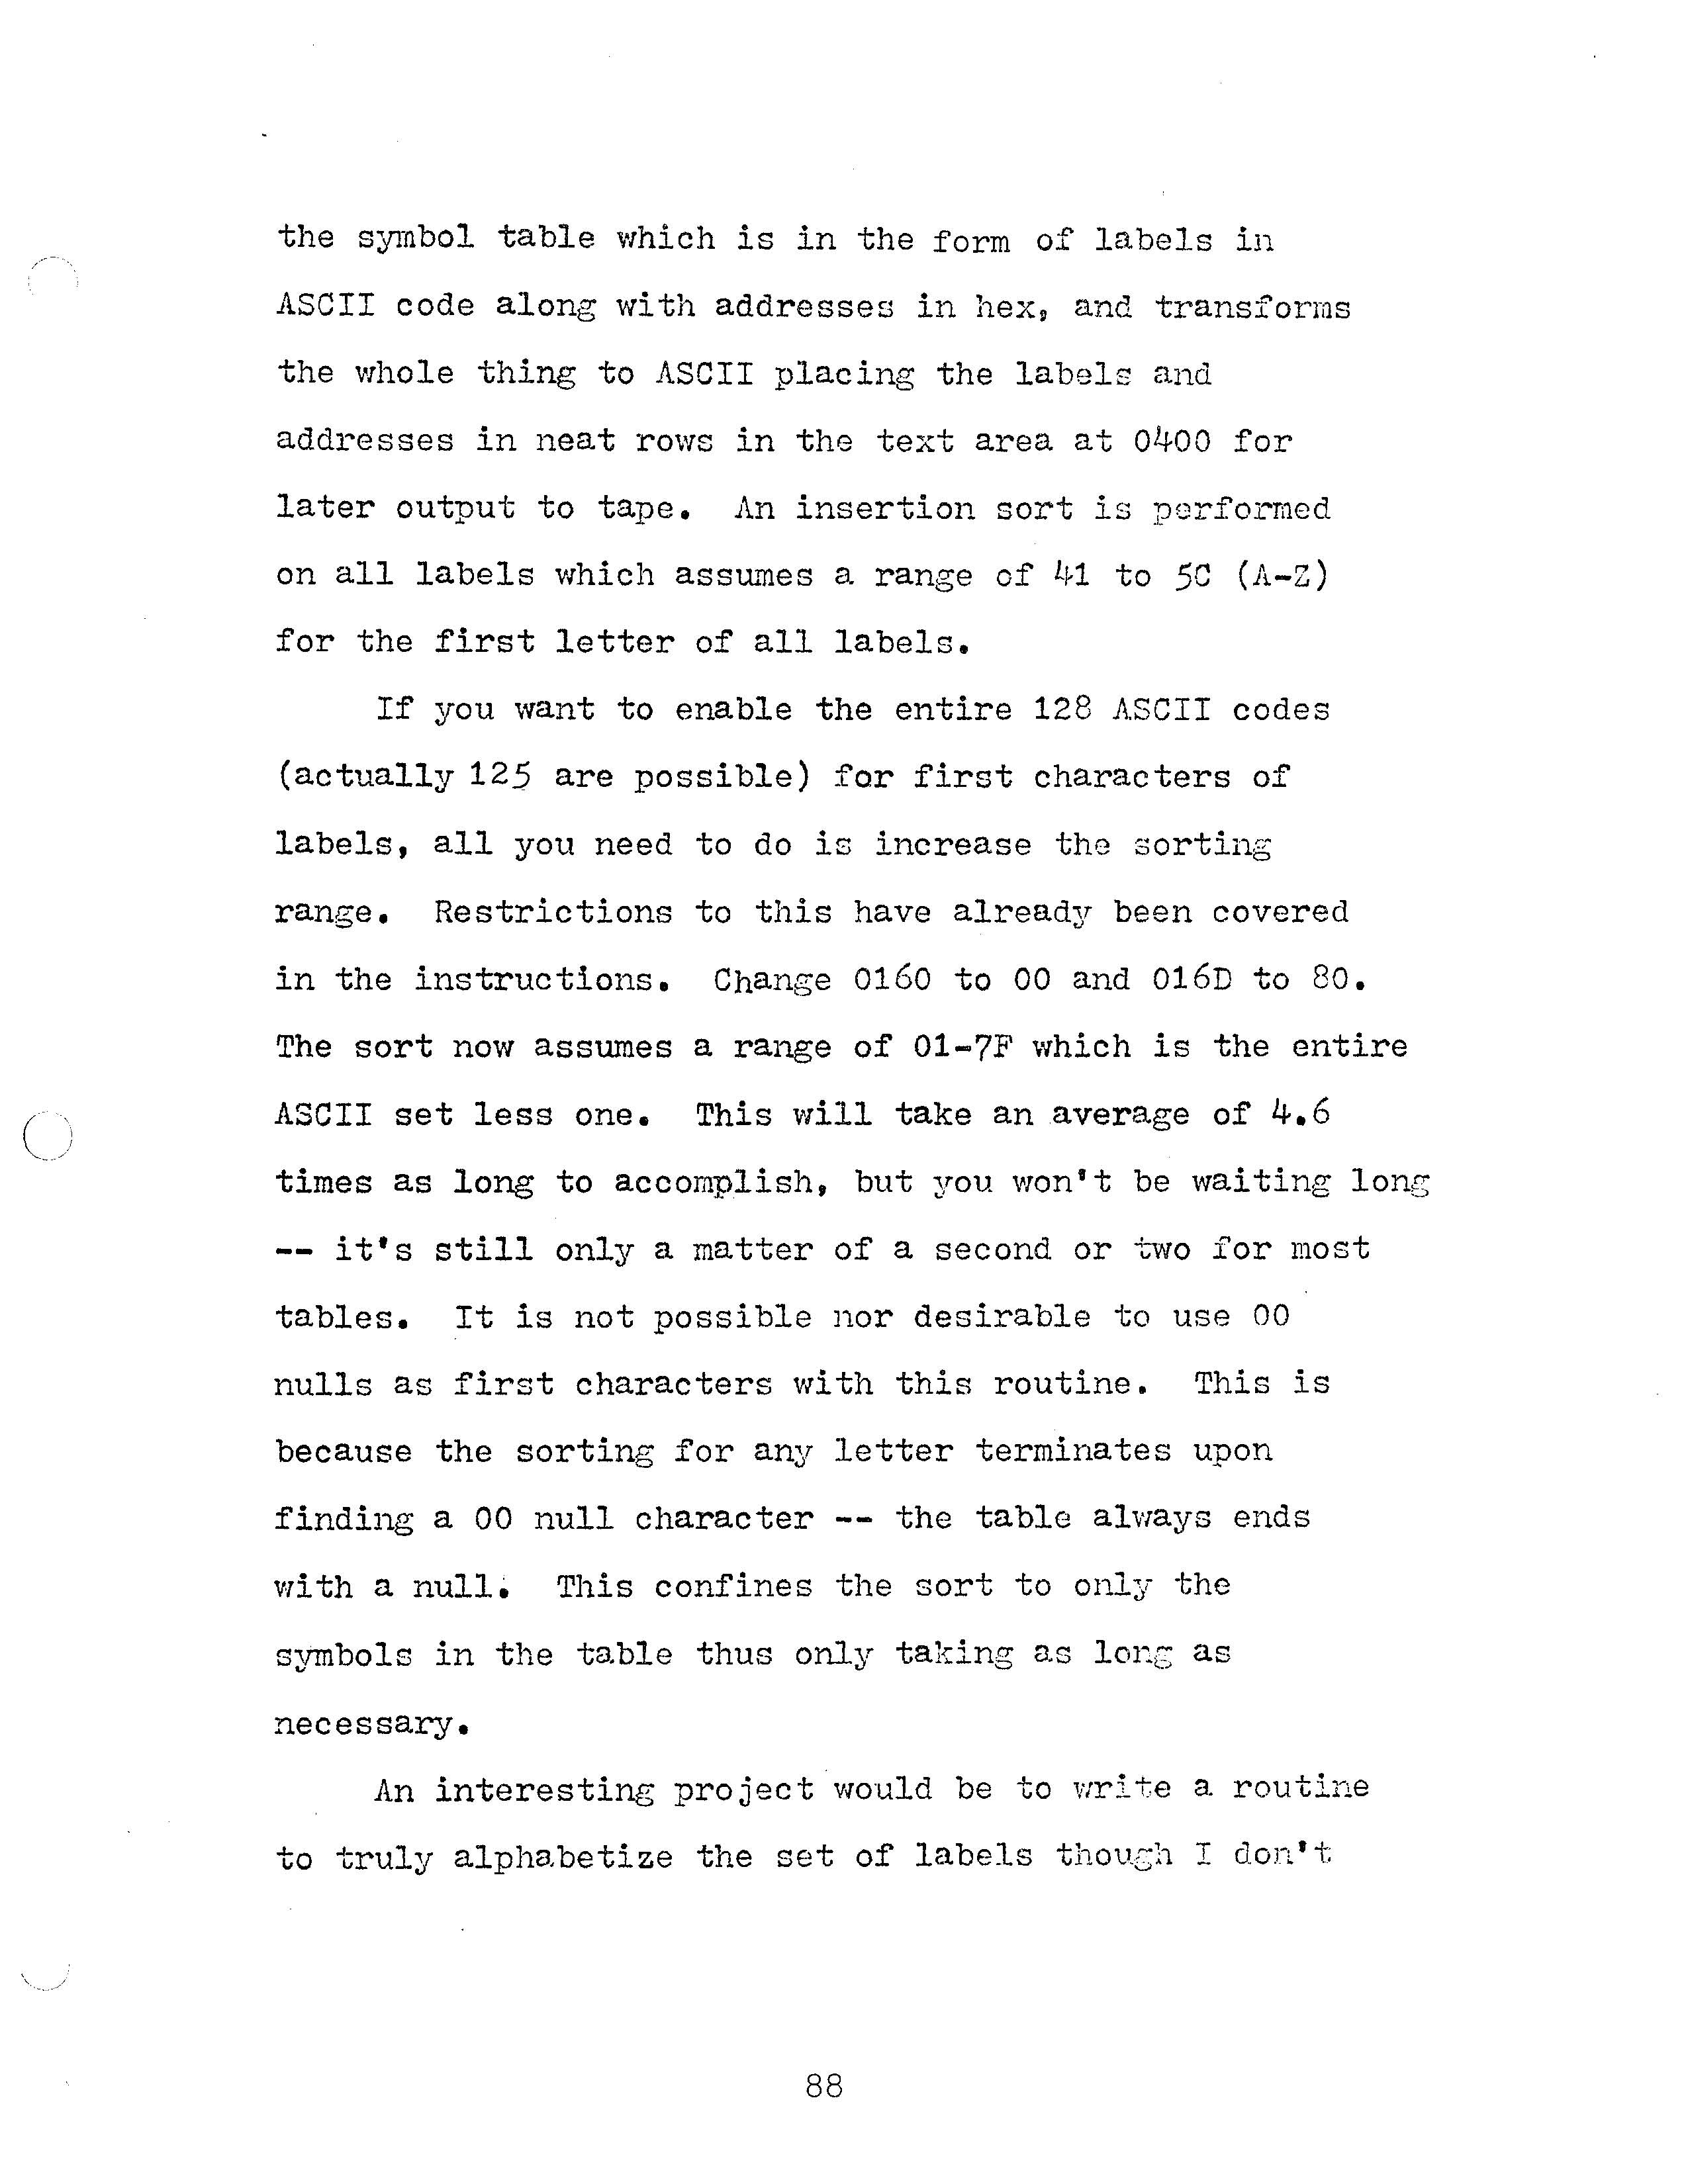 the symbol table which is in the form of labels in
ASCII code along with addresses in hex, and transforms
the whole thing to ASCII placing the labels and
addresses in neat rows in the text area at 0400 for
later output to tape.  An insertion sort is performed
on all labels which assumes a range of 41 to 5C (A-Z)
for the first letter of all labels.
If you want to enable the entire 128 ASCII codes
(actually 125 are possible) for first characters of
labels, all you need to do is increase the sorting
range.  Restrictions to this have already been covered
in the instructions.  Change 0160 to 00 and 016D to 80.
The sort now assumes a range of 01-7F which is the entire
ASCII set less one.  This will take an average of 4.6
times as long to accomplish, but you won't be waiting long
-- it's still only a matter of a second or two for most
tables.  It is not possible nor desirable to use 00
nulls as first characters with this routine.  This is
because the sorting for any letter terminates upon
finding a 00 null character -- the table always ends
with a null.  This confines the sort to only the
symbols in the table thus only taking as long as
necessary.
An interesting project would be to write a routine
to truly alphabetize the set of labels though I don't
88